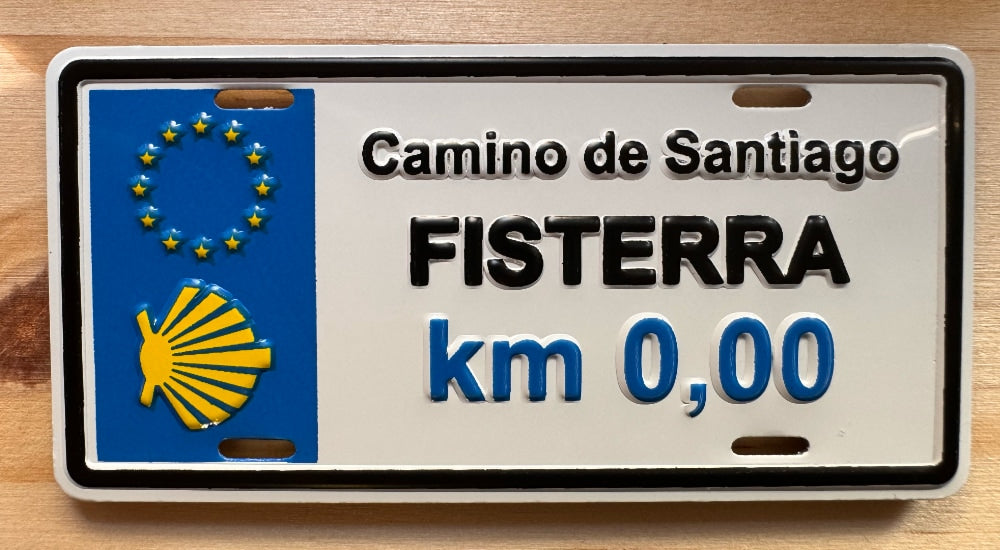 Camino de Santiago
FISTERRA
km 0,00